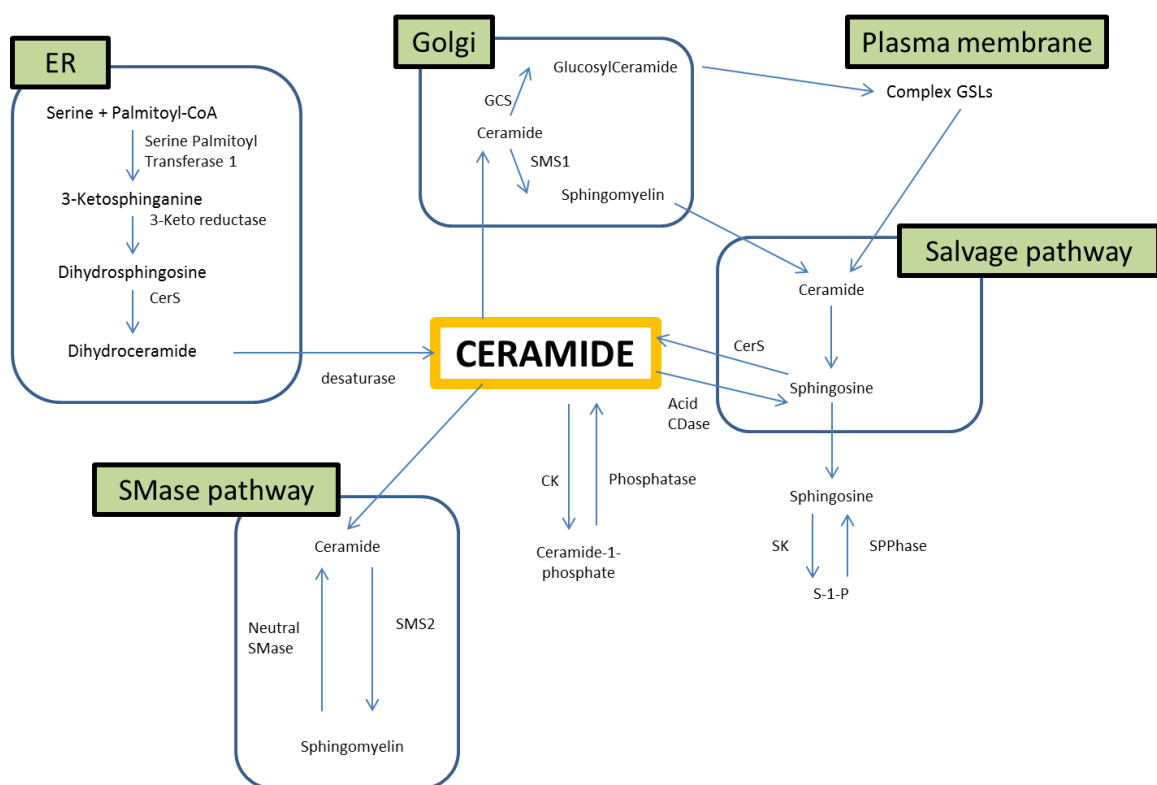 ER
Serine + Palmitoyl-CoA
Serine Palmitoyl
Transferase 1
3-Ketosphinganine
3-Keto reductase
Dihydrosphingosine
CerS
Dihydroceramide
desaturase
Golgi
GlucosylCeramide
GCS
Ceramide
SMS1
Sphingomyelin
Plasma membrane
Complex GSLs
Salvage pathway
Ceramide
CerS
Sphingosine
Acid
CDase
Sphingosine
SK
SPPhase
S-1-P
CERAMIDE
CK
Phosphatase
Ceramide-1-
phosphate
SMase pathway
Ceramide
Neutral
SMase
SMS2
Sphingomyelin